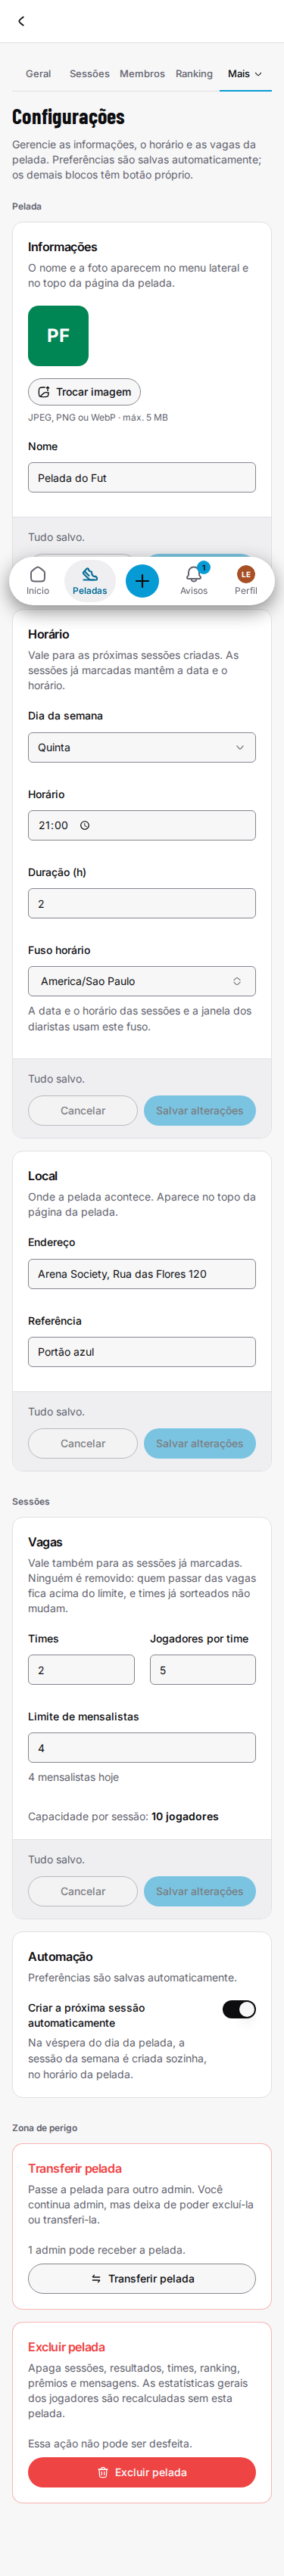 Geral Sessões Membros Ranking Mais
Configurações
Gerencie as informações, o horário e as vagas da
pelada. Preferências são salvas automaticamente;
os demais blocos têm botão próprio.
Pelada
Informações
O nome e a foto aparecem no menu lateral e
no topo da página da pelada.
PF
Trocar imagem
JPEG, PNG ou WebP · máx. 5 MB
Nome
Pelada do Fut
Tudo salvo.
1
LE
Início Peladas Avisos Perfil
Horário
Vale para as próximas sessões criadas. As
sessões já marcadas mantêm a data e o
horário.
Dia da semana
Quinta
Horário
21:00
Duração (h)
2
Fuso horário
America/Sao Paulo
A data e o horário das sessões e a janela dos
diaristas usam este fuso.
Tudo salvo.
Cancelar Salvar alterações
Local
Onde a pelada acontece. Aparece no topo da
página da pelada.
Endereço
Arena Society, Rua das Flores 120
Referência
Portão azul
Tudo salvo.
Cancelar Salvar alterações
Sessões
Vagas
Vale também para as sessões já marcadas.
Ninguém é removido: quem passar das vagas
fica acima do limite, e times já sorteados não
mudam.
Times Jogadores por time
2 5
Limite de mensalistas
4
4 mensalistas hoje
Capacidade por sessão: 10 jogadores
Tudo salvo.
Cancelar Salvar alterações
Automação
Preferências são salvas automaticamente.
Criar a próxima sessão
automaticamente
Na véspera do dia da pelada, a
sessão da semana é criada sozinha,
no horário da pelada.
Zona de perigo
Transferir pelada
Passe a pelada para outro admin. Você
continua admin, mas deixa de poder excluí-la
ou transferi-la.
1 admin pode receber a pelada.
Transferir pelada
Excluir pelada
Apaga sessões, resultados, times, ranking,
prêmios e mensagens. As estatísticas gerais
dos jogadores são recalculadas sem esta
pelada.
Essa ação não pode ser desfeita.
Excluir pelada